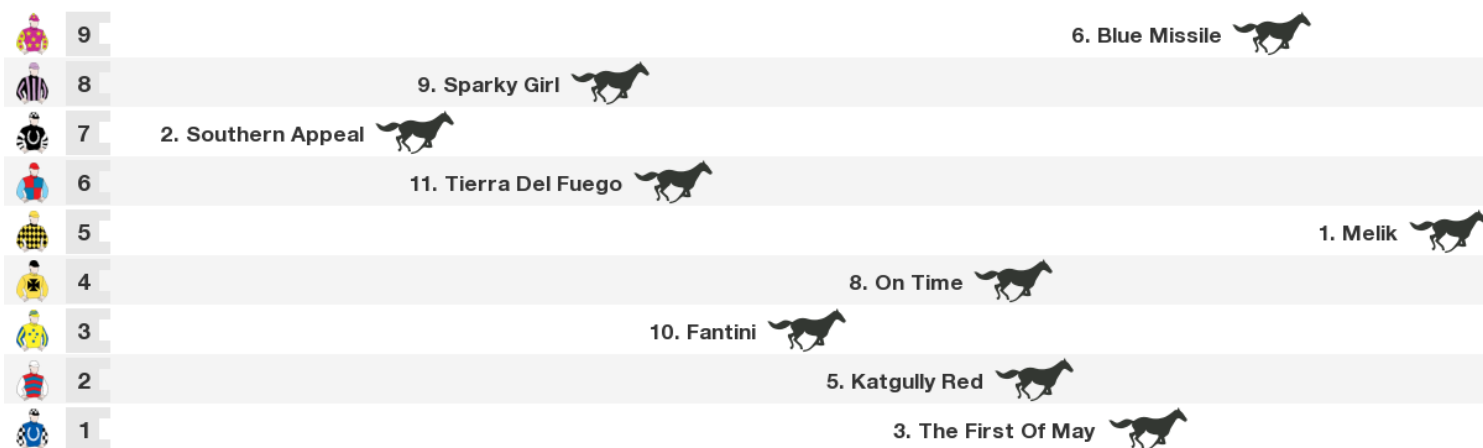 9 6. Blue Missile
8 9. Sparky Girl
7 2. Southern Appeal
6 11. Tierra Del Fuego
5 1. Melik
4 8. On Time
3 10. Fantini
2 5. Katgully Red
1 3. The First Of May